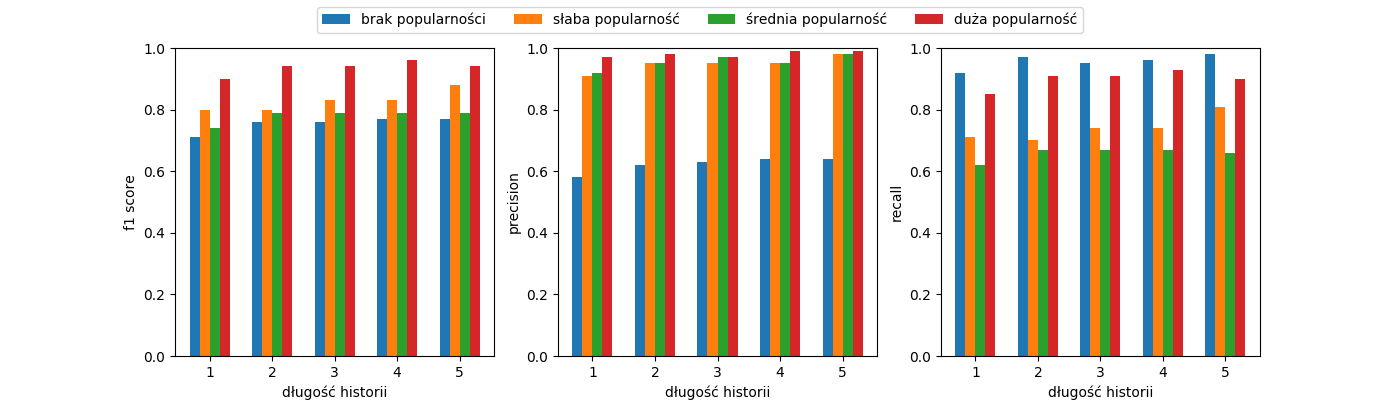 brak popularności słaba popularność średnia popularność duża popularność
1.0 0.8 0.6 0.4 0.2 0.0
f1 score
1 2 3 4 5
długość historii
1.0 0.8 0.6 0.4 0.2 0.0
precision
1 2 3 4 5
długość historii
1.0 0.8 0.6 0.4 0.2 0.0
recall
1 2 3 4 5
długość historii